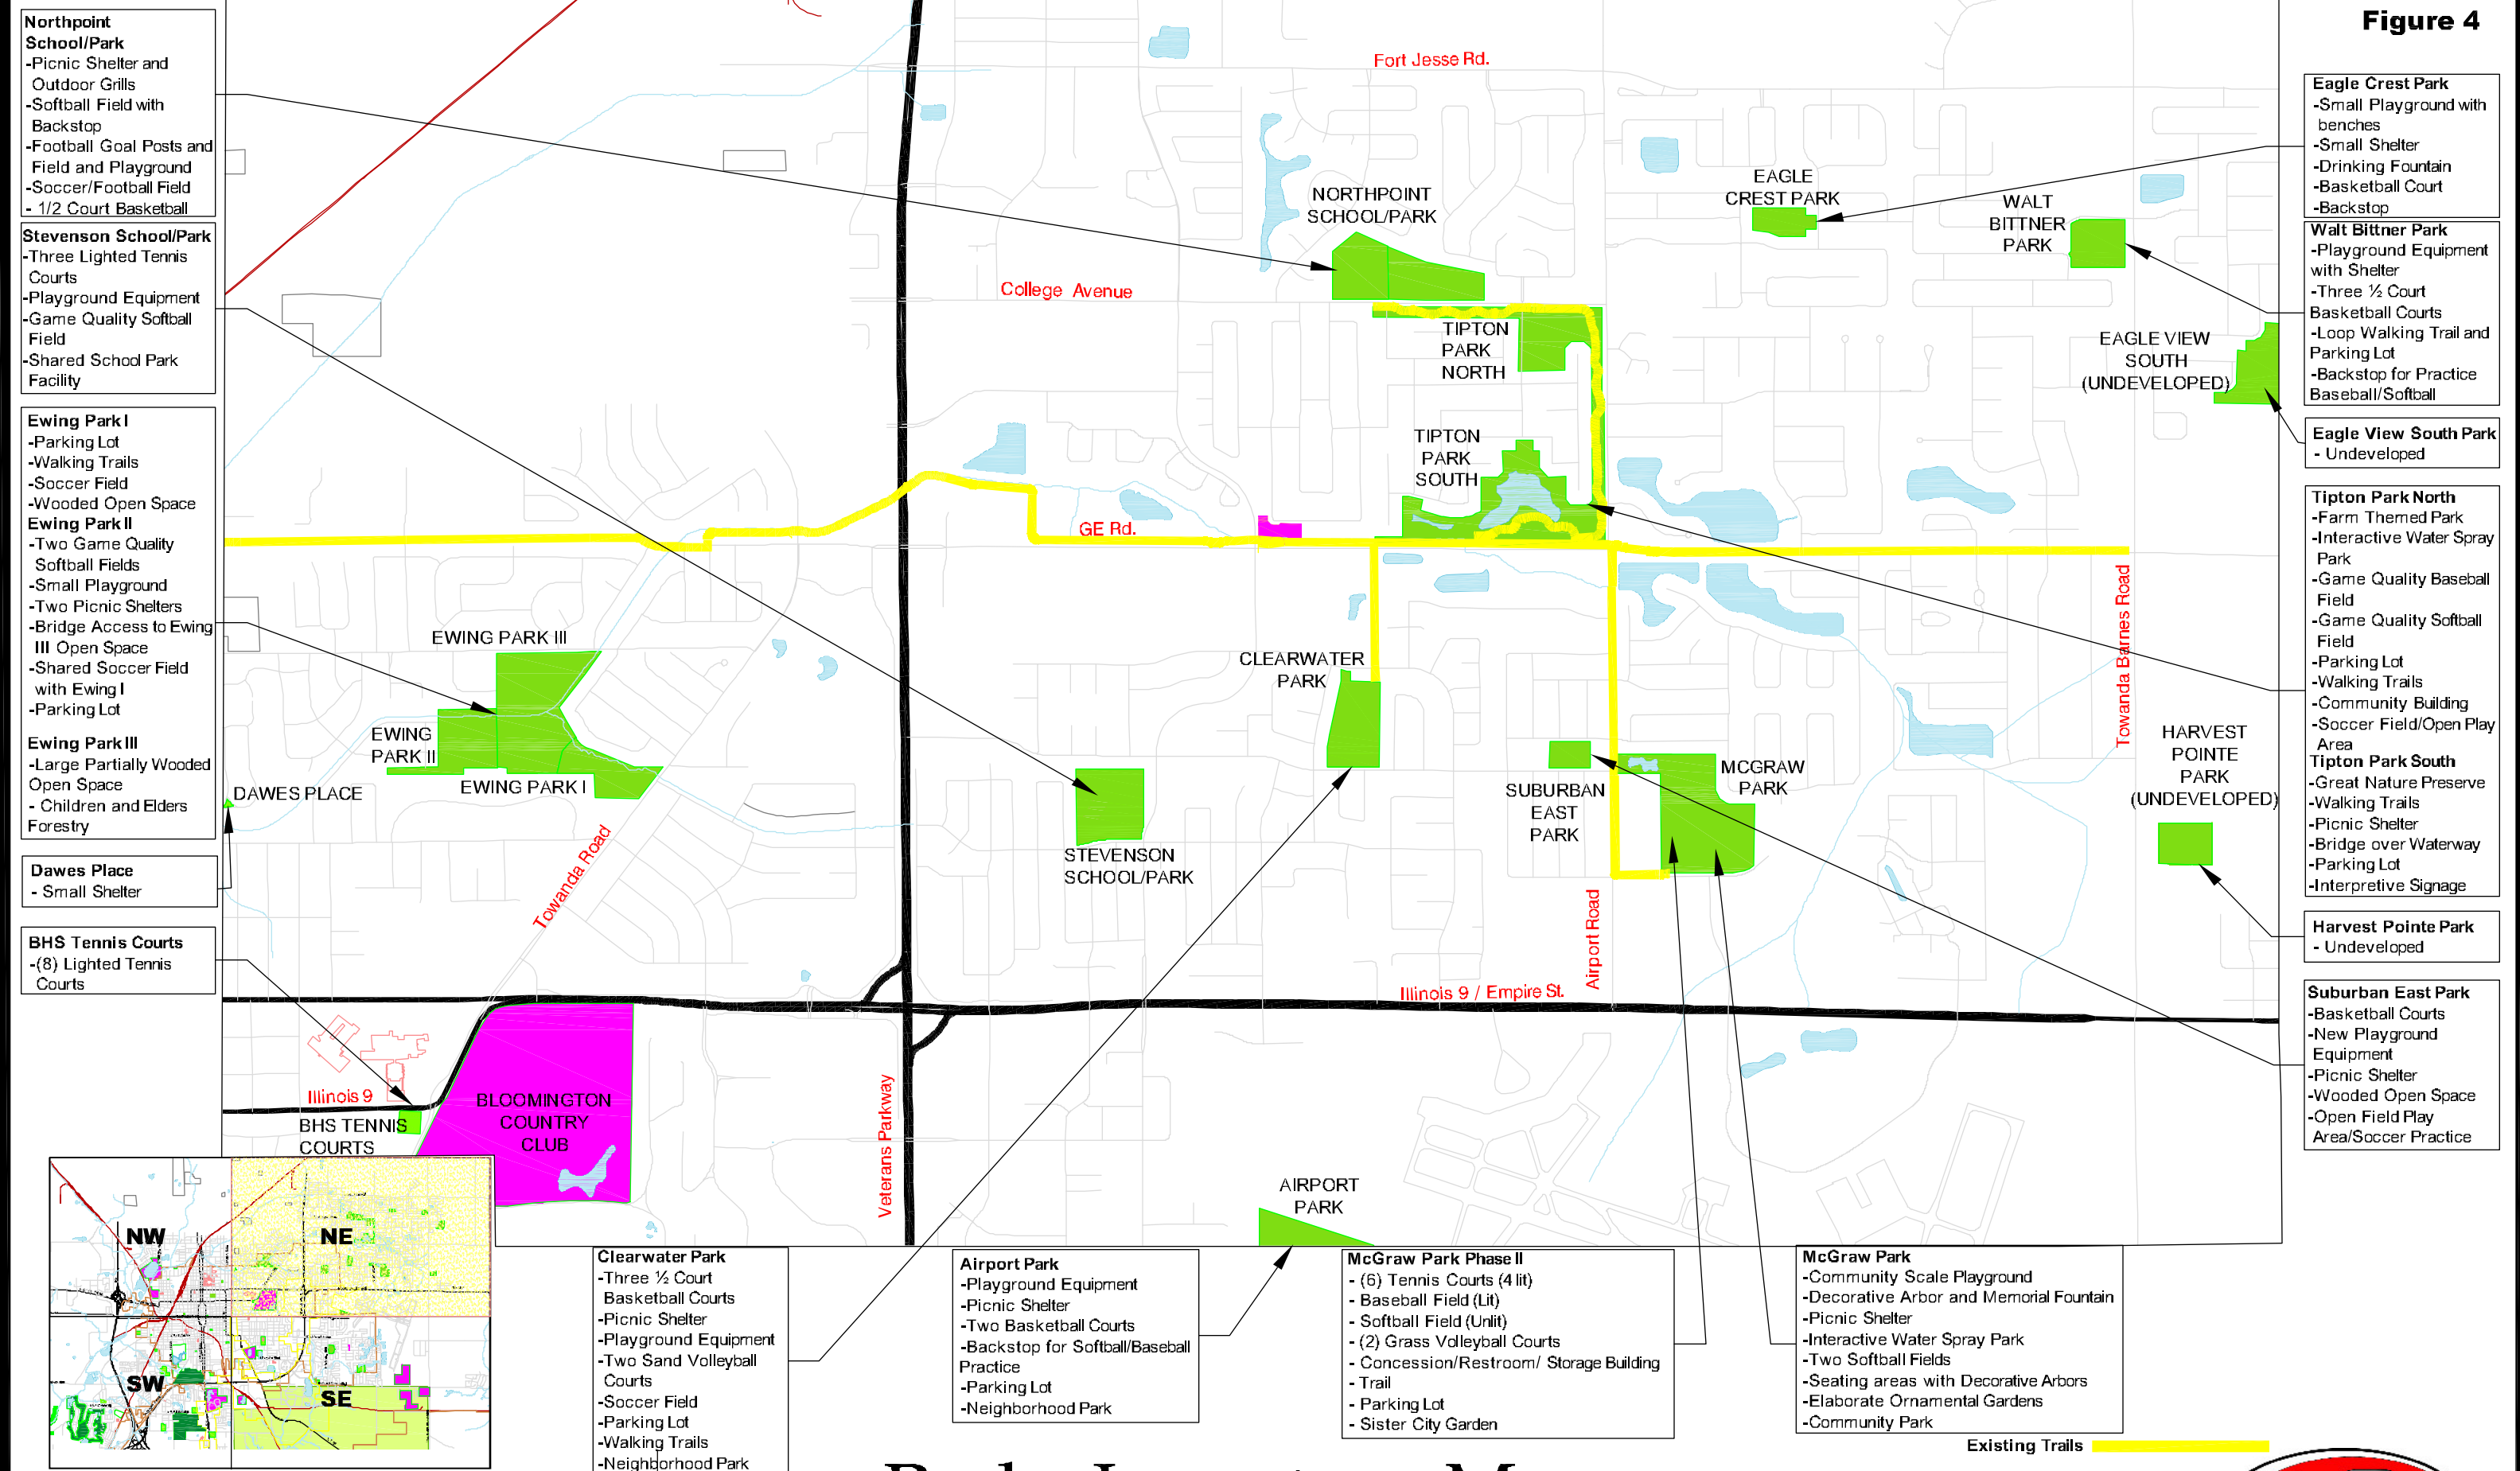 Figure 4
Northpoint
School/Park
-Picnic Shelter and
Outdoor Grills
-Softball Field with
Backstop
-Football Goal Posts and
Field and Playground
-Soccer/Football Field
- 1/2 Court Basketball
Stevenson School/Park
-Three Lighted Tennis
Courts
-Playground Equipment
-Game Quality Softball
Field
-Shared School Park
Facility
Ewing Park I
-Parking Lot
-Walking Trails
-Soccer Field
-Wooded Open Space
Ewing Park II
-Two Game Quality
Softball Fields
-Small Playground
-Two Picnic Shelters
-Bridge Access to Ewing
III Open Space
-Shared Soccer Field
with Ewing I
-Parking Lot
Ewing Park III
-Large Partially Wooded
Open Space
- Children and Elders
Forestry
Dawes Place
- Small Shelter
BHS Tennis Courts
-(8) Lighted Tennis
Courts
Fort Jesse Rd.
NORTHPOINT
SCHOOL/PARK
EAGLE
CREST PARK
WALT
BITTNER
PARK
College Avenue
TIPTON
PARK
NORTH
EAGLE VIEW
SOUTH
(UNDEVELOPED)
TIPTON
PARK
SOUTH
GE Rd.
Towanda Barnes Road
EWING PARK III
EWING
PARK II
EWING PARK I
DAWES PLACE
CLEARWATER
PARK
SUBURBAN
EAST
PARK
MCGRAW
PARK
HARVEST
POINTE
PARK
(UNDEVELOPED)
STEVENSON
SCHOOL/PARK
Towanda Road
Airport Road
Illinois 9 / Empire St.
Illinois 9
BHS TENNIS
COURTS
BLOOMINGTON
COUNTRY
CLUB
Veterans Parkway
AIRPORT
PARK
Eagle Crest Park
-Small Playground with
benches
-Small Shelter
-Drinking Fountain
-Basketball Court
-Backstop
Walt Bittner Park
-Playground Equipment
with Shelter
-Three ½ Court
Basketball Courts
-Loop Walking Trail and
Parking Lot
-Backstop for Practice
Baseball/Softball
Eagle View South Park
- Undeveloped
Tipton Park North
-Farm Themed Park
-Interactive Water Spray
Park
-Game Quality Baseball
Field
-Game Quality Softball
Field
-Parking Lot
-Walking Trails
-Community Building
-Soccer Field/Open Play
Area
Tipton Park South
-Great Nature Preserve
-Walking Trails
-Picnic Shelter
-Bridge over Waterway
-Parking Lot
-Interpretive Signage
Harvest Pointe Park
- Undeveloped
Suburban East Park
-Basketball Courts
-New Playground
Equipment
-Picnic Shelter
-Wooded Open Space
-Open Field Play
Area/Soccer Practice
NW
NE
SW
SE
Clearwater Park
-Three ½ Court
Basketball Courts
-Picnic Shelter
-Playground Equipment
-Two Sand Volleyball
Courts
-Soccer Field
-Parking Lot
-Walking Trails
-Neighborhood Park
Airport Park
-Playground Equipment
-Picnic Shelter
-Two Basketball Courts
-Backstop for Softball/Baseball
Practice
-Parking Lot
-Neighborhood Park
McGraw Park Phase II
- (6) Tennis Courts (4 lit)
- Baseball Field (Lit)
- Softball Field (Unlit)
- (2) Grass Volleyball Courts
- Concession/Restroom/ Storage Building
- Trail
- Parking Lot
- Sister City Garden
McGraw Park
-Community Scale Playground
-Decorative Arbor and Memorial Fountain
-Picnic Shelter
-Interactive Water Spray Park
-Two Softball Fields
-Seating areas with Decorative Arbors
-Elaborate Ornamental Gardens
-Community Park
Existing Trails